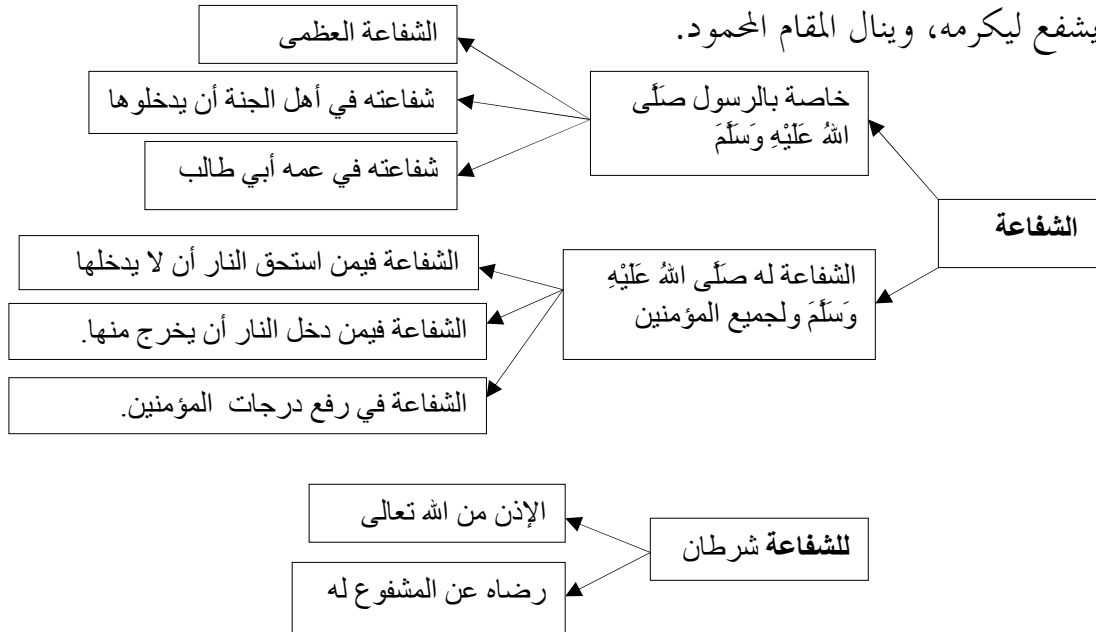 يشفع ليكرمه، وينال المقام المحمود.
الشفاعة
خاصة بالرسول صَلَّى
اللهُ عَلَيْهِ وَسَلَّمَ
الشفاعة العظمى
شفاعته في أهل الجنة أن يدخلوها
شفاعته في عمه أبي طالب
الشفاعة له صَلَّى اللهُ عَلَيْهِ
وَسَلَّمَ ولجميع المؤمنين
الشفاعة فيمن استحق النار أن لا يدخلها
الشفاعة فيمن دخل النار أن يخرج منها.
الشفاعة في رفع درجات المؤمنين.
للشفاعة شرطان
الإذن من الله تعالى
رضاه عن المشفوع له